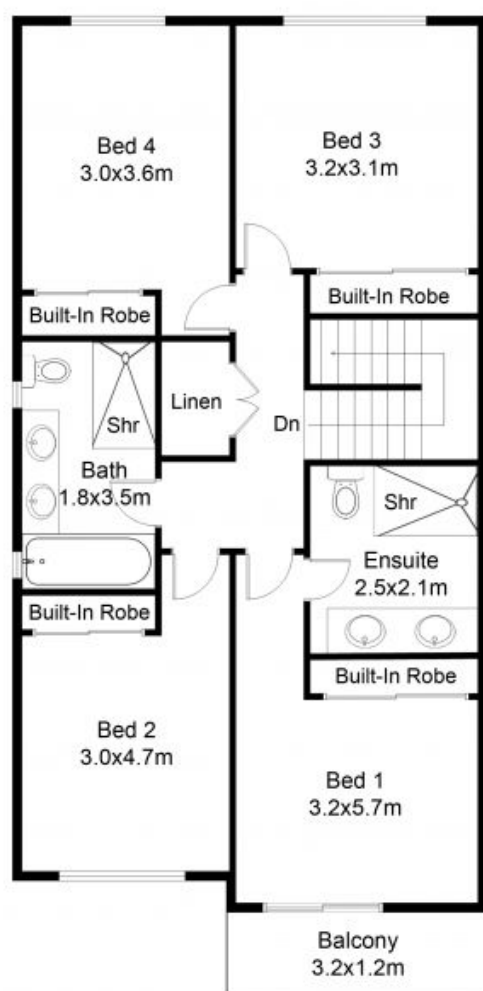 Bed 4
3.0x3.6m
Bed 3
3.2x3.1m
Built-In Robe
Built-In Robe
Linen
Shr
Dn
Bath
1.8x3.5m
Shr
Ensuite
2.5x2.1m
Built-In Robe
Built-In Robe
Bed 2
3.0x4.7m
Bed 1
3.2x5.7m
Balcony
3.2x1.2m